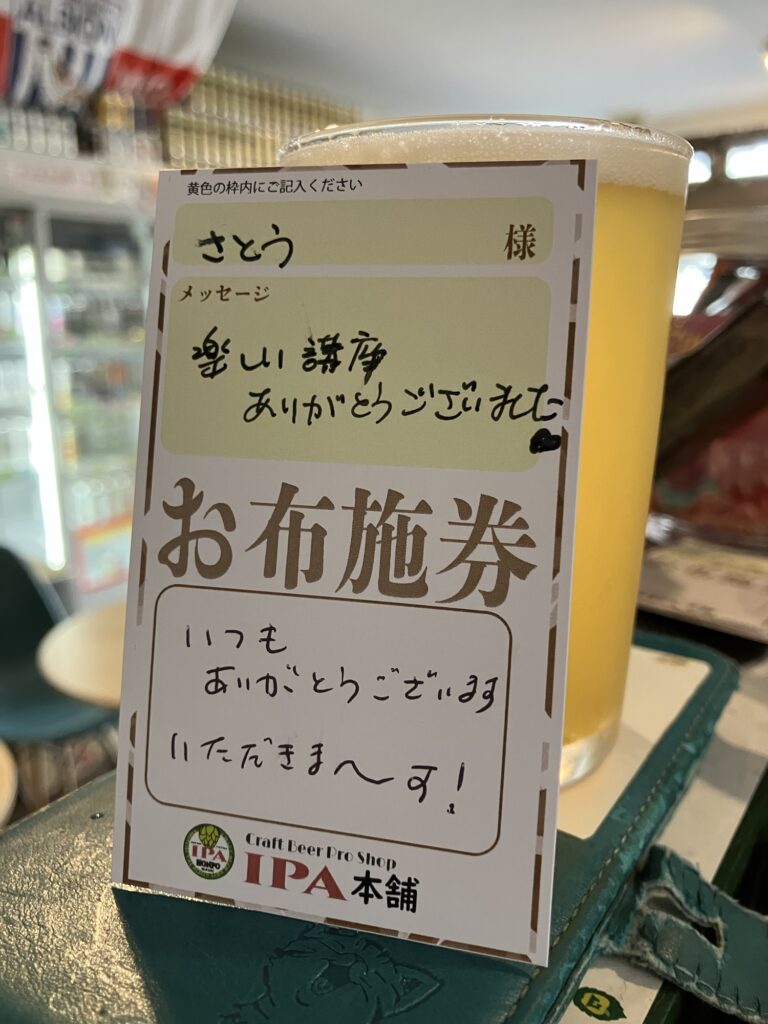 ALBION
黄色の枠内にご記入ください
さとう 様
メッセージ
楽しい講座
ありがとうございました
お布施券
いつも
ありがとうございます
いただきま〜す!
IPA
HONPO
Craft Beer Pro Shop
IPA本舗